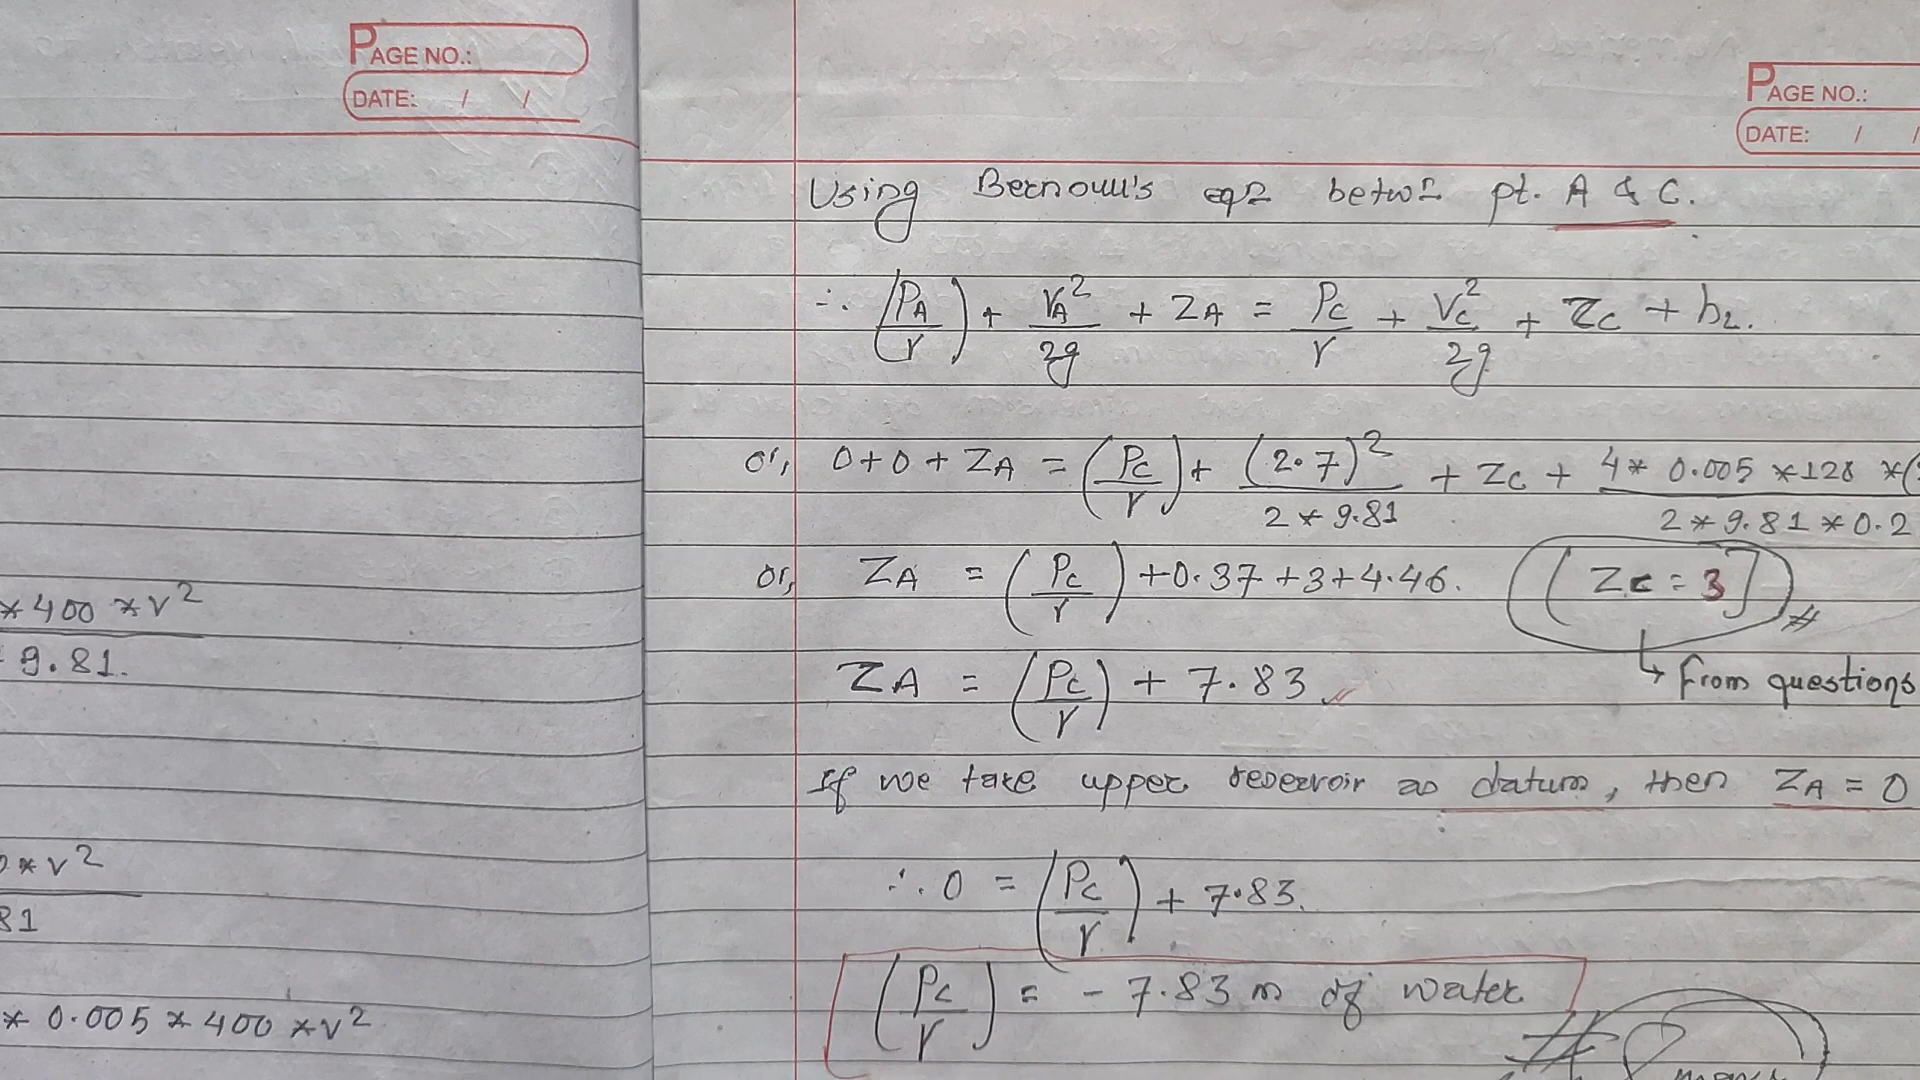 PAGE NO.:
DATE: / /
* 400 * v²
9.81.
* v²
81
* 0.005 * 400 * v²
PAGE NO.:
DATE: / /
Using Bernoulli's eqn betwn pt. A & C.
∴ (PA/r) + VA²/2g + ZA = PC/r + VC²/2g + ZC + hL.
or, 0+0+ ZA = (PC/r) + (2.7)²/2*9.81 + ZC + 4* 0.005 *128 *(/2*9.81*0.2
or, ZA = (PC/r) +0.37+3+4.46. [ZC = 3] #
↳ from questions
ZA = (PC/r) + 7.83
If we take upper reservoir as datum, then ZA = 0
∴ 0 = (PC/r) + 7.83.
(PC/r) = - 7.83 m of water
#